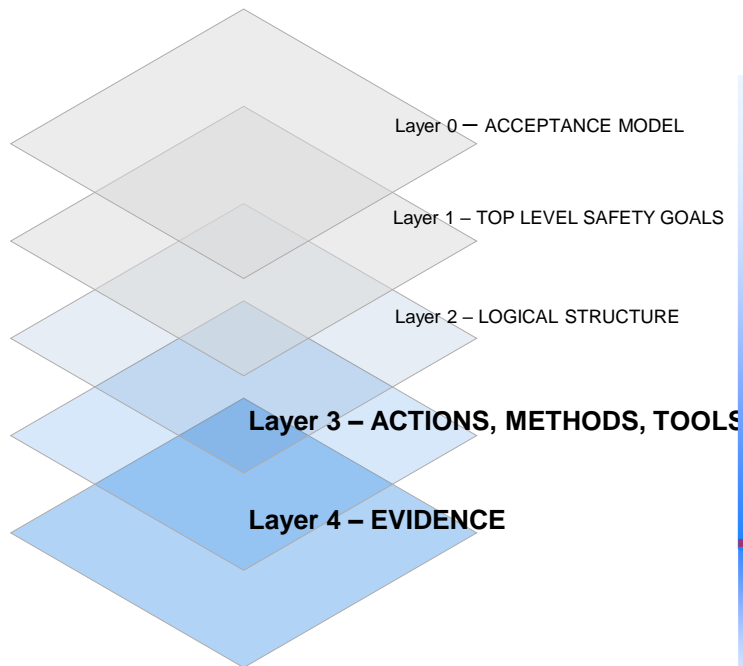 Layer 0 — ACCEPTANCE MODEL
Layer 1 – TOP LEVEL SAFETY GOALS
Layer 2 – LOGICAL STRUCTURE
Layer 3 – ACTIONS, METHODS, TOOLS
Layer 4 – EVIDENCE